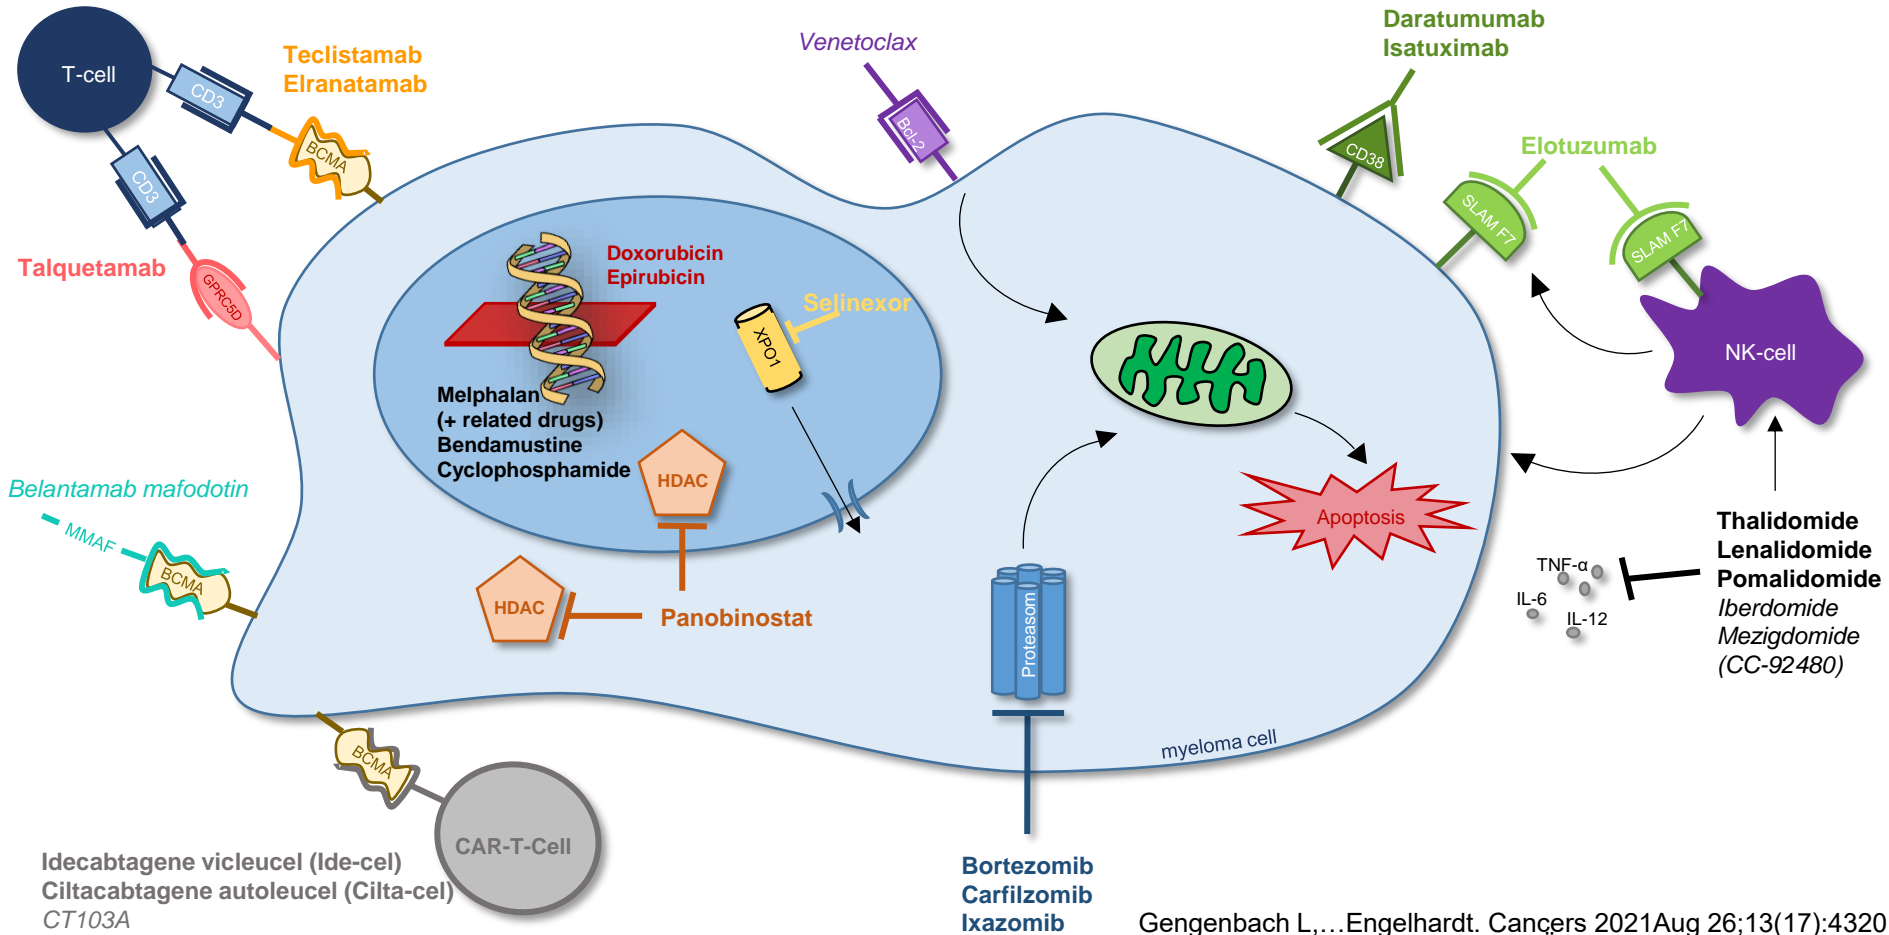 T-cell
CD3
BCMA
Teclistamab
Elranatamab
CD3
GPRC5D
Talquetamab
Venetoclax
Bcl-2
Daratumumab
Isatuximab
CD38
Elotuzumab
SLAM F7
SLAM F7
NK-cell
Doxorubicin
Epirubicin
Selinexor
XPO1
Melphalan
(+ related drugs)
Bendamustine
Cyclophosphamide
HDAC
HDAC
Panobinostat
Belantamab mafodotin
MMAF
BCMA
Apoptosis
Proteasom
myeloma cell
Thalidomide
Lenalidomide
Pomalidomide
Iberdomide
Mezigdomide
(CC-92480)
TNF-α
IL-6
IL-12
BCMA
CAR-T-Cell
Idecabtagene vicleucel (Ide-cel)
Ciltacabtagene autoleucel (Cilta-cel)
CT103A
Bortezomib
Carfilzomib
Ixazomib
Gengenbach L,…Engelhardt. Cancers 2021Aug 26;13(17):4320